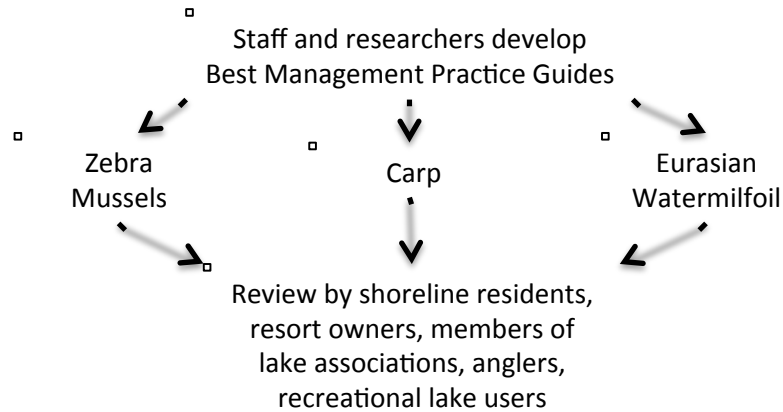 Staff and researchers develop
Best Management Practice Guides
Zebra
Mussels
Carp
Eurasian
Watermilfoil
Review by shoreline residents,
resort owners, members of
lake associations, anglers,
recreational lake users